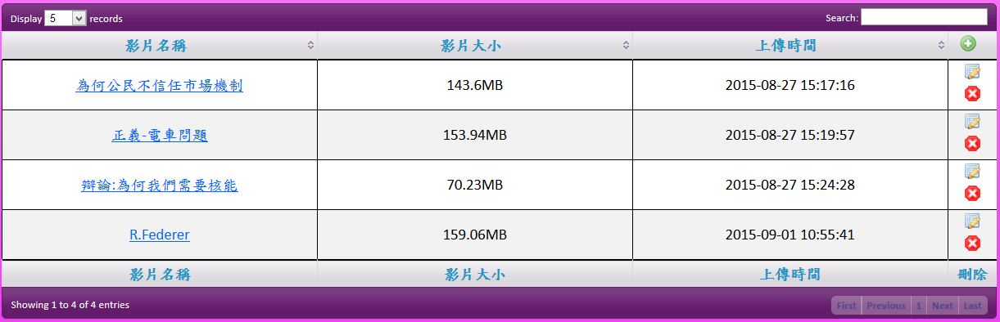 Display 5 records Search:
影片名稱 影片大小 上傳時間
為何公民不信任市場機制 143.6MB 2015-08-27 15:17:16
正義-電車問題 153.94MB 2015-08-27 15:19:57
辯論:為何我們需要核能 70.23MB 2015-08-27 15:24:28
R.Federer 159.06MB 2015-09-01 10:55:41
影片名稱 影片大小 上傳時間 刪除
Showing 1 to 4 of 4 entries First Previous 1 Next Last